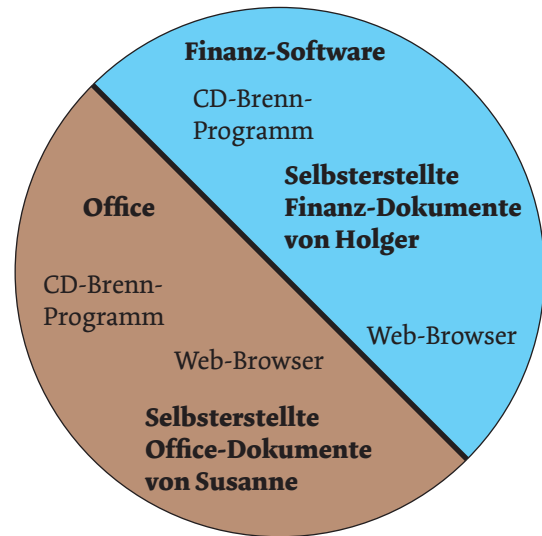 Finanz-Software
CD-Brenn-
Programm
Selbsterstellte
Finanz-Dokumente
von Holger
Web-Browser
Office
CD-Brenn-
Programm
Web-Browser
Selbsterstellte
Office-Dokumente
von Susanne